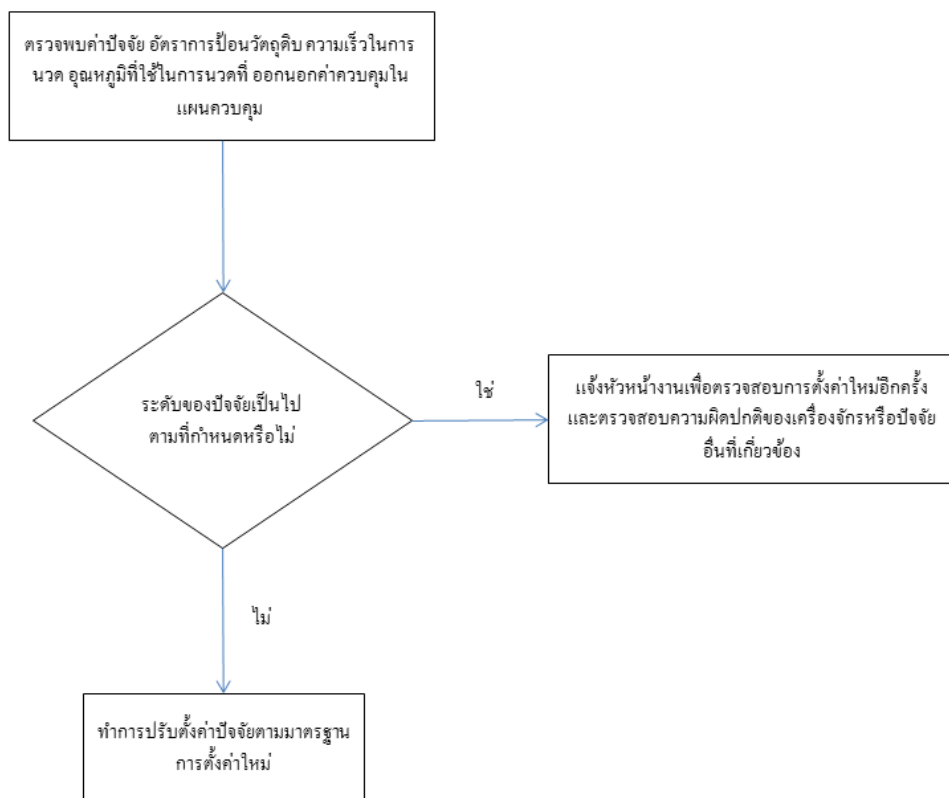 ตรวจพบค่าปัจจัย อัตราการป้อนวัตถุดิบ ความเร็วในการ
นวด อุณหภูมิที่ใช้ในการนวดที่ ออกนอกค่าควบคุมใน
แผนควบคุม
ระดับของปัจจัยเป็นไป
ตามที่กำหนดหรือไม่
ใช่
แจ้งหัวหน้างานเพื่อตรวจสอบการตั้งค่าใหม่อีกครั้ง
และตรวจสอบความผิดปกติของเครื่องจักรหรือปัจจัย
อื่นที่เกี่ยวข้อง
ไม่
ทำการปรับตั้งค่าปัจจัยตามมาตรฐาน
การตั้งค่าใหม่